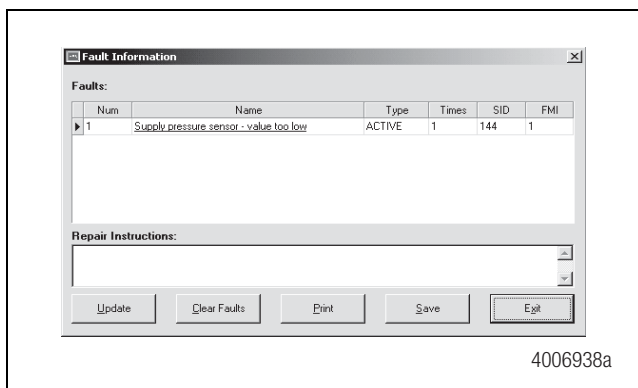 Fault Information
Faults:
Num Name Type Times SID FMI
1 Supply pressure sensor - value too low ACTIVE 1 144 1
Repair Instructions:
Update Clear Faults Print Save Exit
4006938a